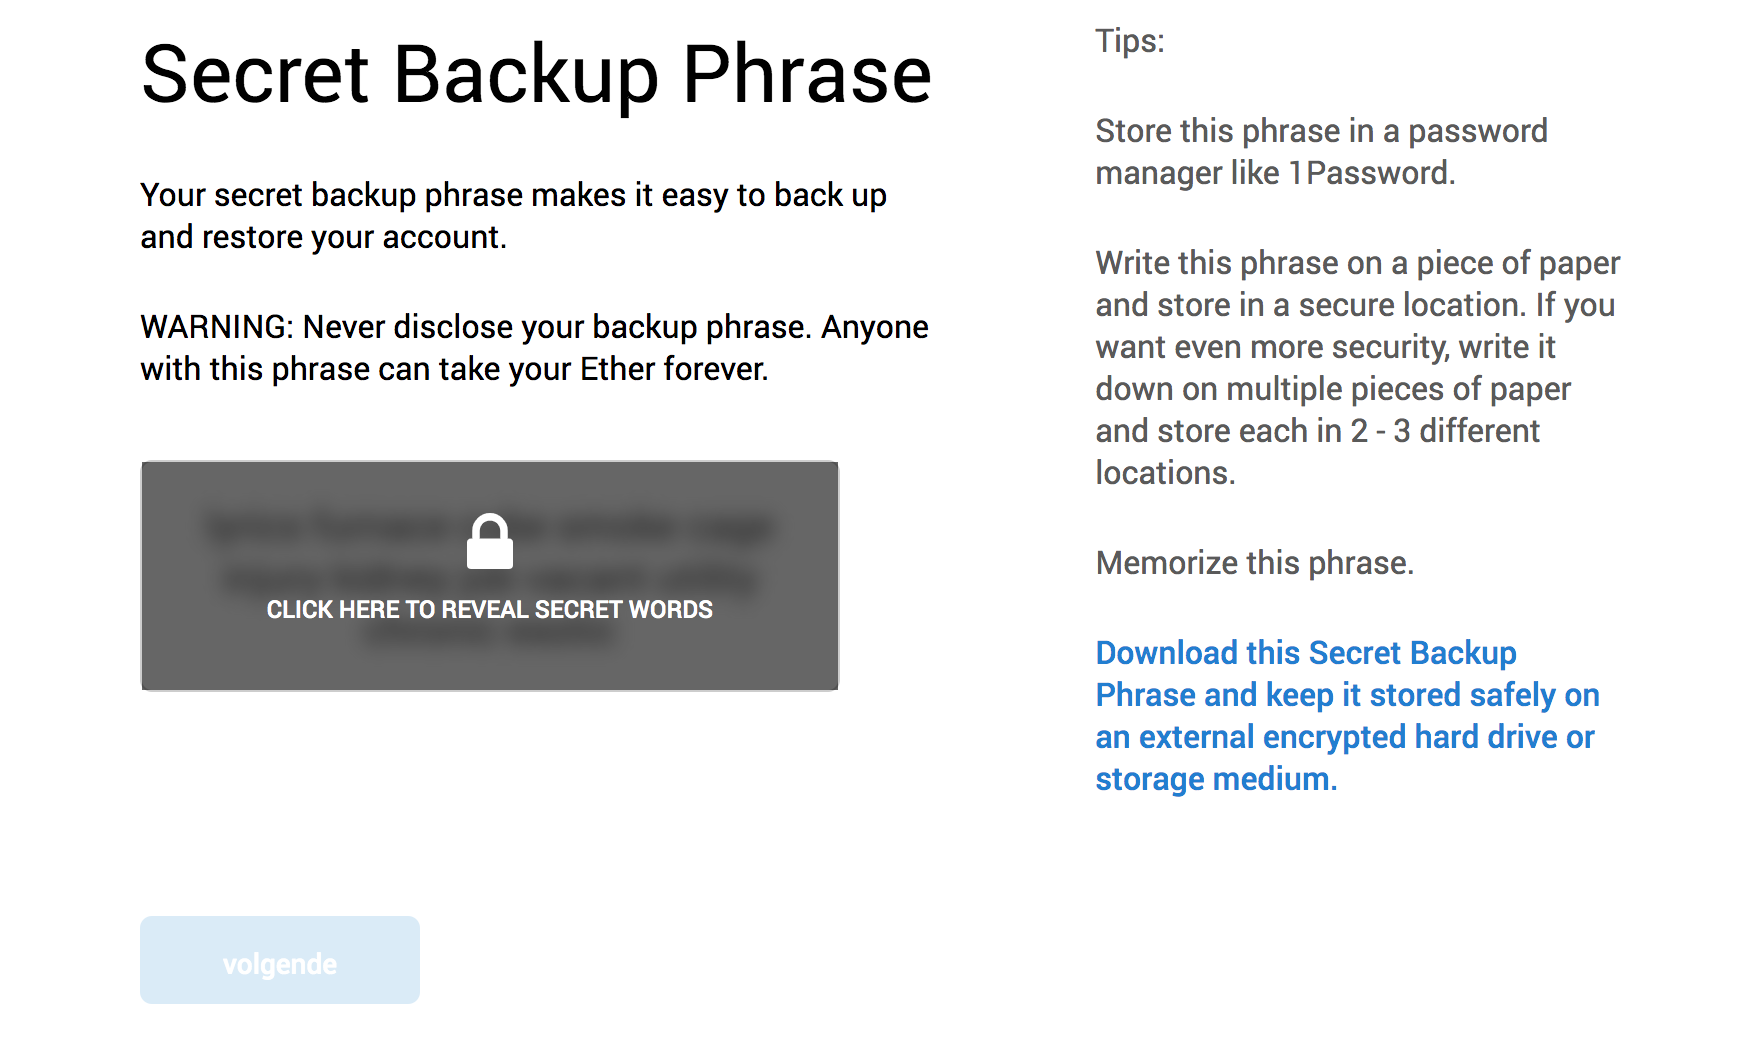 Secret Backup Phrase
Your secret backup phrase makes it easy to back up
and restore your account.
WARNING: Never disclose your backup phrase. Anyone
with this phrase can take your Ether forever.
CLICK HERE TO REVEAL SECRET WORDS
volgende
Tips:
Store this phrase in a password
manager like 1Password.
Write this phrase on a piece of paper
and store in a secure location. If you
want even more security, write it
down on multiple pieces of paper
and store each in 2 - 3 different
locations.
Memorize this phrase.
Download this Secret Backup
Phrase and keep it stored safely on
an external encrypted hard drive or
storage medium.